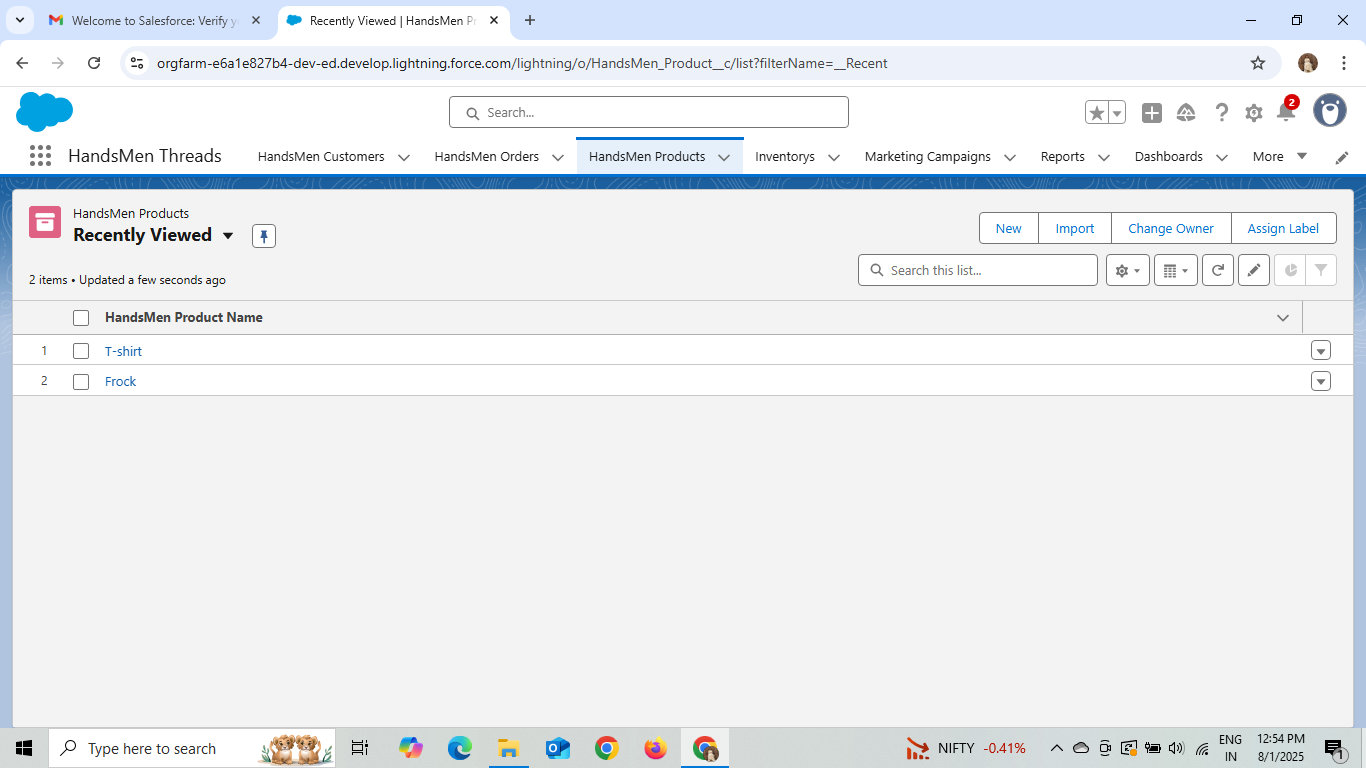 Welcome to Salesforce: Verify y
Recently Viewed | HandsMen Pr
orgfarm-e6a1e827b4-dev-ed.develop.lightning.force.com/lightning/o/HandsMen_Product__c/list?filterName=__Recent
Search...
2
HandsMen Threads
HandsMen Customers
HandsMen Orders
HandsMen Products
Inventorys
Marketing Campaigns
Reports
Dashboards
More
HandsMen Products
Recently Viewed
New
Import
Change Owner
Assign Label
2 items • Updated a few seconds ago
Search this list...
HandsMen Product Name
1 T-shirt
2 Frock
Type here to search
NIFTY -0.41%
ENG
IN
12:54 PM
8/1/2025
1